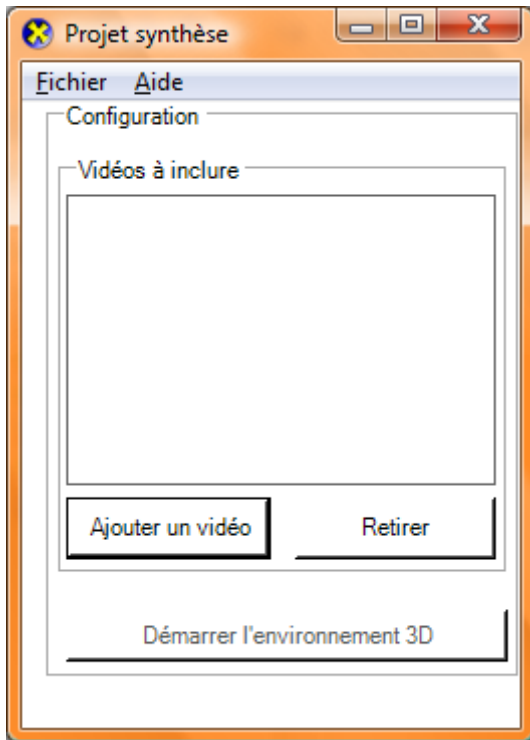 Projet synthèse
Fichier Aide
Configuration
Vidéos à inclure
Ajouter un vidéo Retirer
Démarrer l'environnement 3D